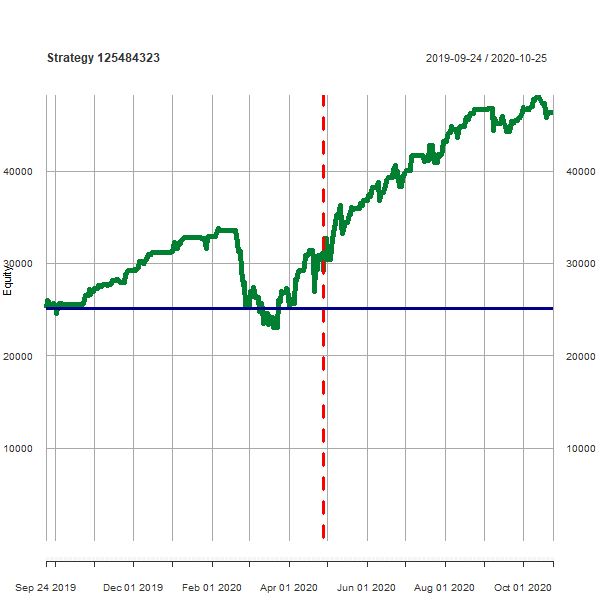 Strategy 125484323
2019-09-24 / 2020-10-25
40000
40000
30000
30000
Equity
20000
20000
10000
10000
Sep 24 2019
Dec 01 2019
Feb 01 2020
Apr 01 2020
Jun 01 2020
Aug 01 2020
Oct 01 2020